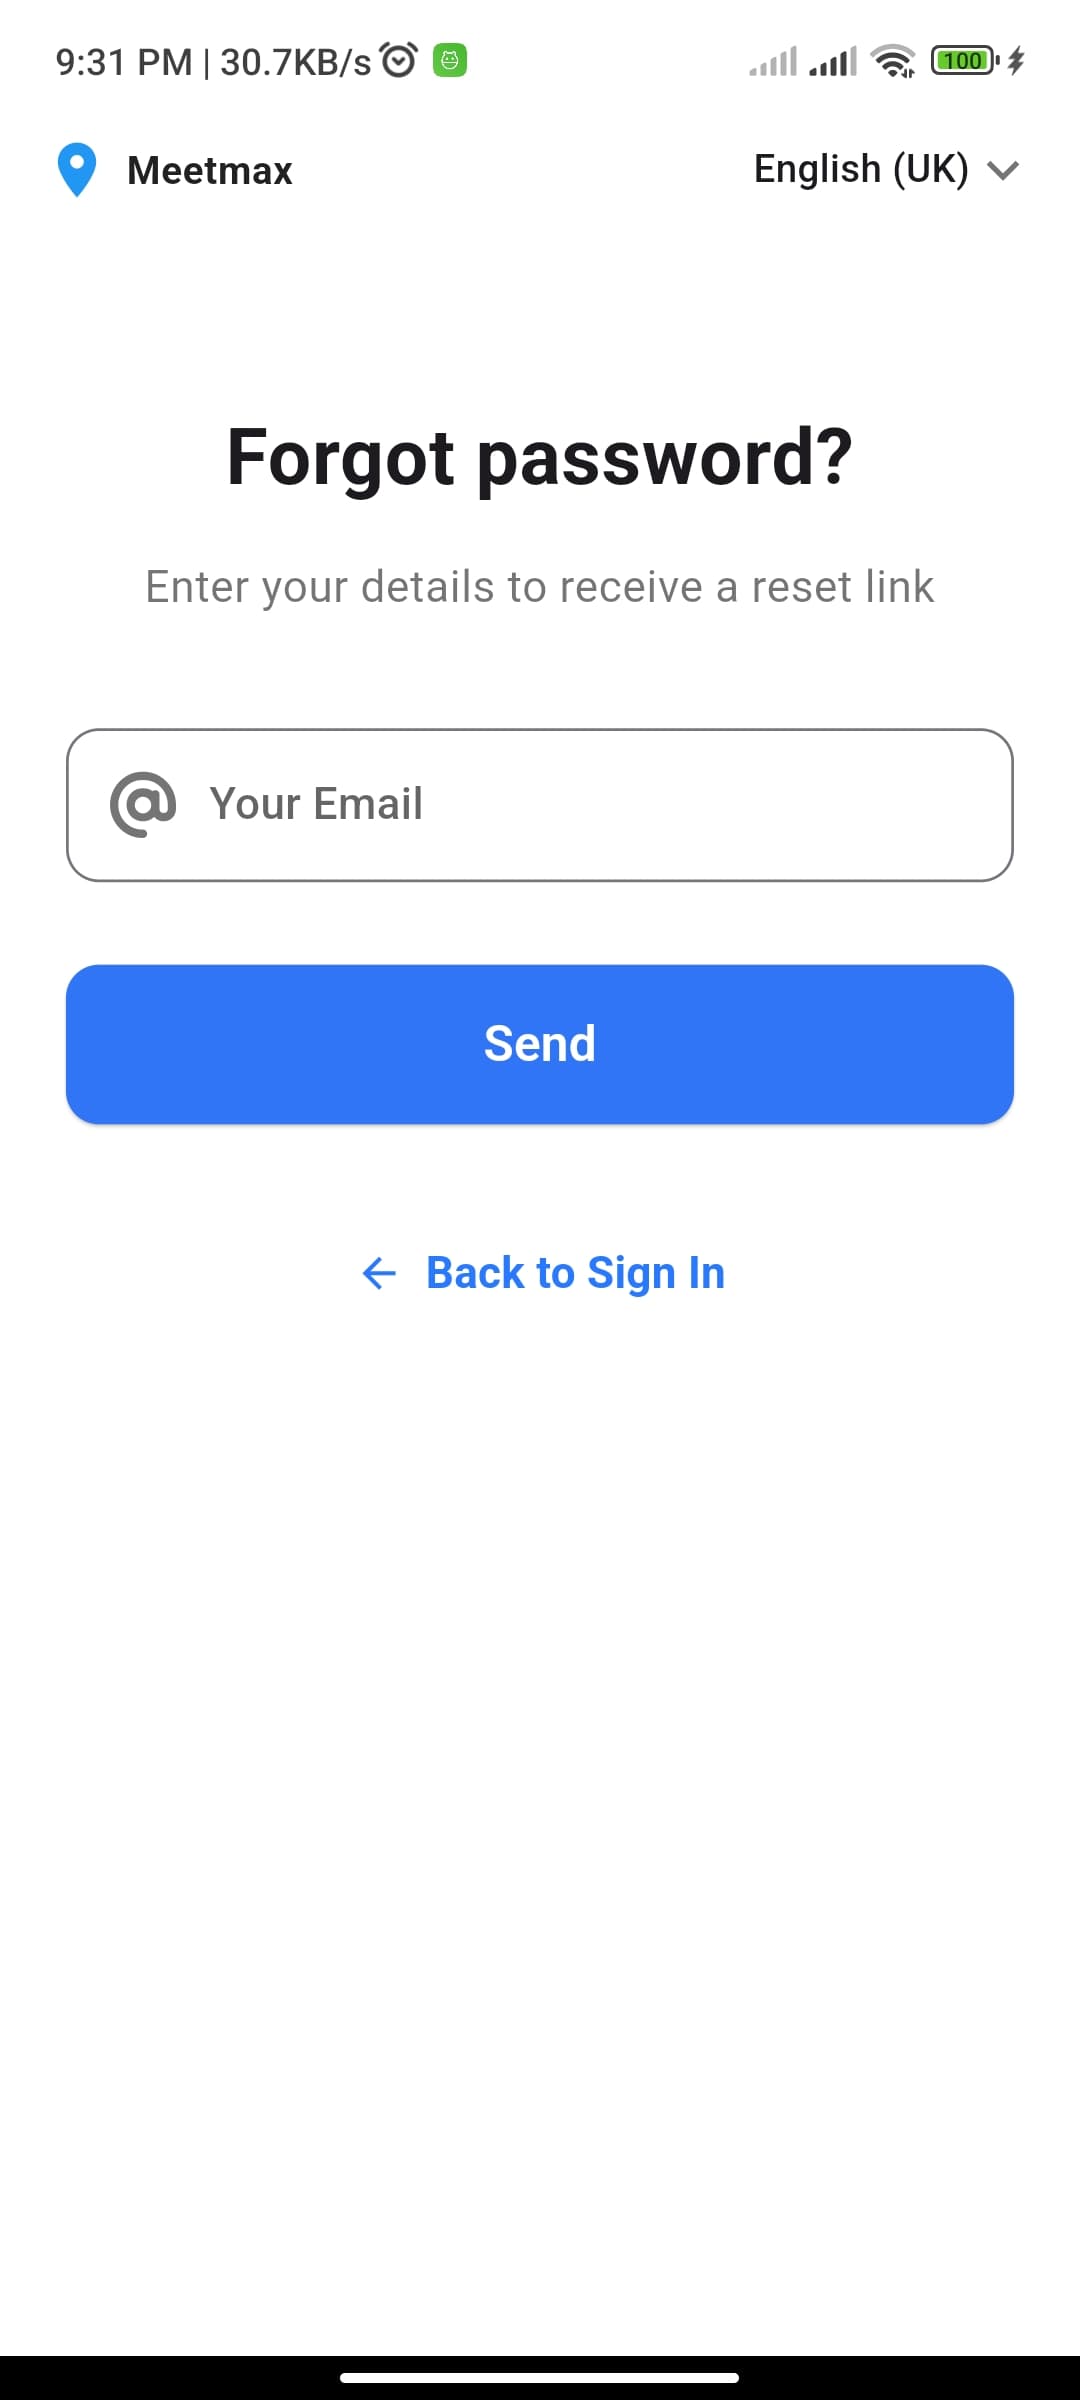 9:31 PM | 30.7KB/s 100
Meetmax English (UK)
Forgot password?
Enter your details to receive a reset link
@ Your Email
Send
← Back to Sign In